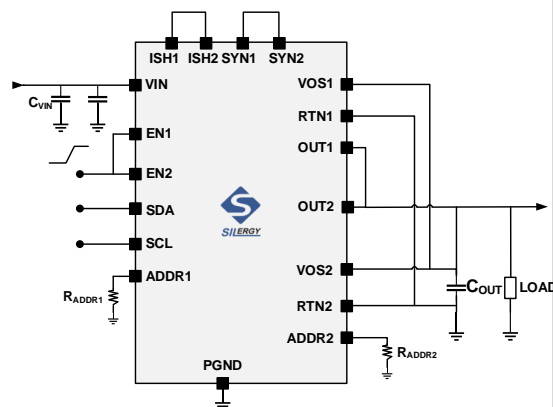 ISH1 ISH2 SYN1 SYN2
VIN
VOS1
CVIN
RTN1
EN1
OUT1
EN2
OUT2
SDA
SILERGY
SCL
VOS2
ADDR1
COUT
LOAD
RADDR1
RTN2
ADDR2
RADDR2
PGND